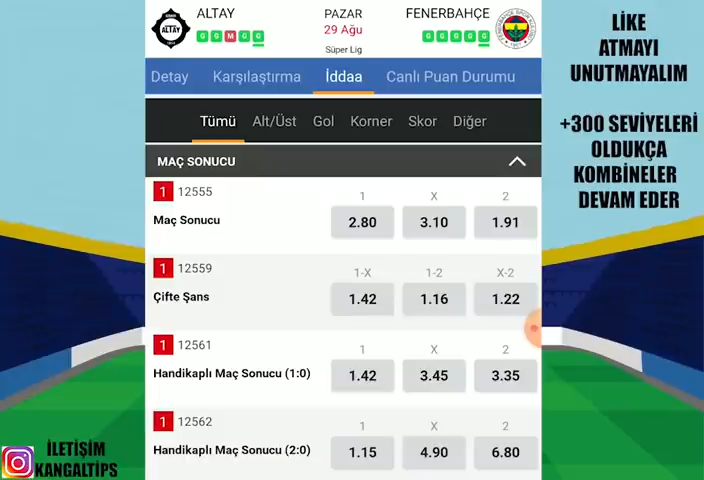 ALTAY
G G M G G
PAZAR
29 Ağu
Süper Lig
FENERBAHÇE
G G G G G
ALTAY
Detay Karşılaştırma İddaa Canlı Puan Durumu
Tümü Alt/Üst Gol Korner Skor Diğer
MAÇ SONUCU
1 12555
Maç Sonucu
1 X 2
2.80 3.10 1.91
1 12559
Çifte Şans
1-X 1-2 X-2
1.42 1.16 1.22
1 12561
Handikaplı Maç Sonucu (1:0)
1 X 2
1.42 3.45 3.35
1 12562
Handikaplı Maç Sonucu (2:0)
1 X 2
1.15 4.90 6.80
LİKE
ATMAYI
UNUTMAYALIM
+300 SEVİYELERİ
OLDUKÇA
KOMBİNELER
DEVAM EDER
İLETİŞİM
KANGALTİPS